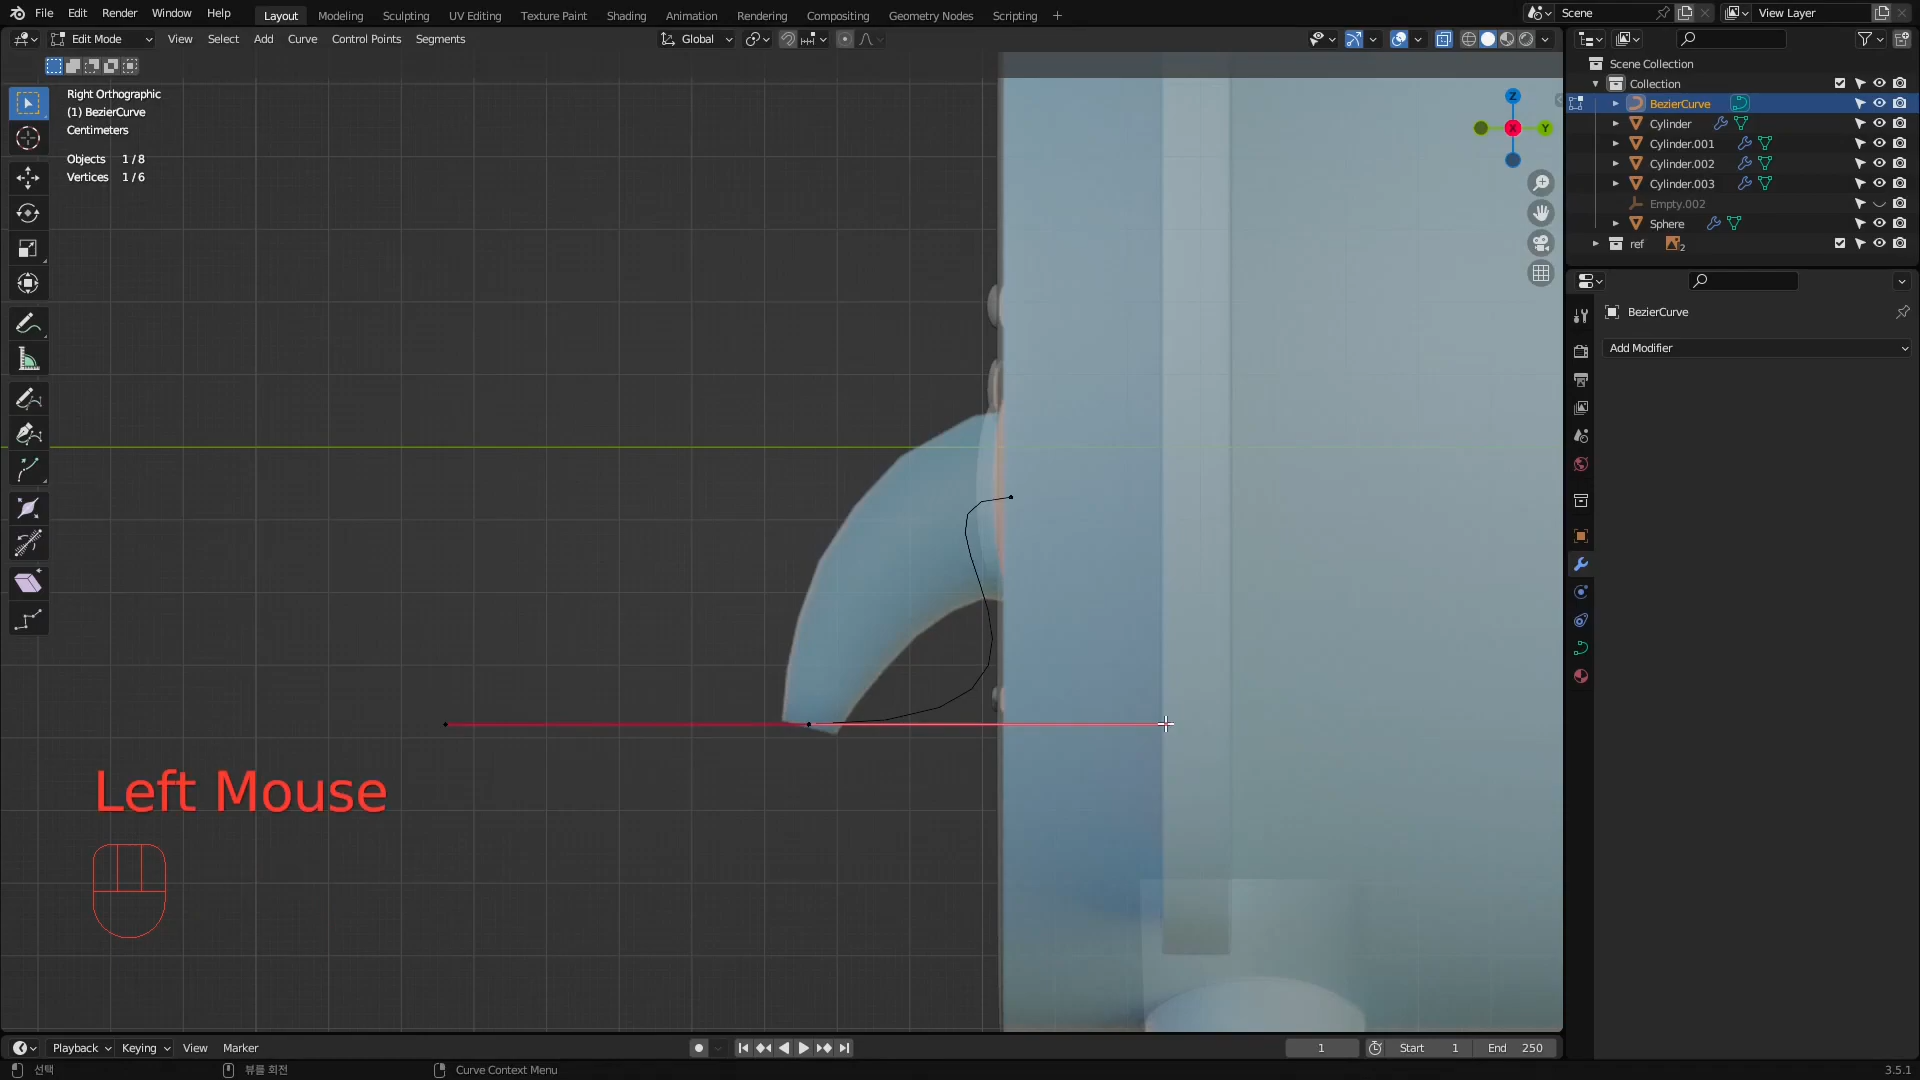 File Edit Render Window Help Layout Modeling Sculpting UV Editing Texture Paint Shading Animation Rendering Compositing Geometry Nodes Scripting + Scene View Layer
Edit Mode View Select Add Curve Control Points Segments Global
Right Orthographic
(1) BezierCurve
Centimeters
Objects 1/8
Vertices 1/6
Z
Y
X
Scene Collection
Collection
BezierCurve
Cylinder
Cylinder.001
Cylinder.002
Cylinder.003
Empty.002
Sphere
ref 2
BezierCurve
Add Modifier
Left Mouse
Playback Keying View Marker 1 Start 1 End 250
선택 뷰를 회전 Curve Context Menu 3.5.1